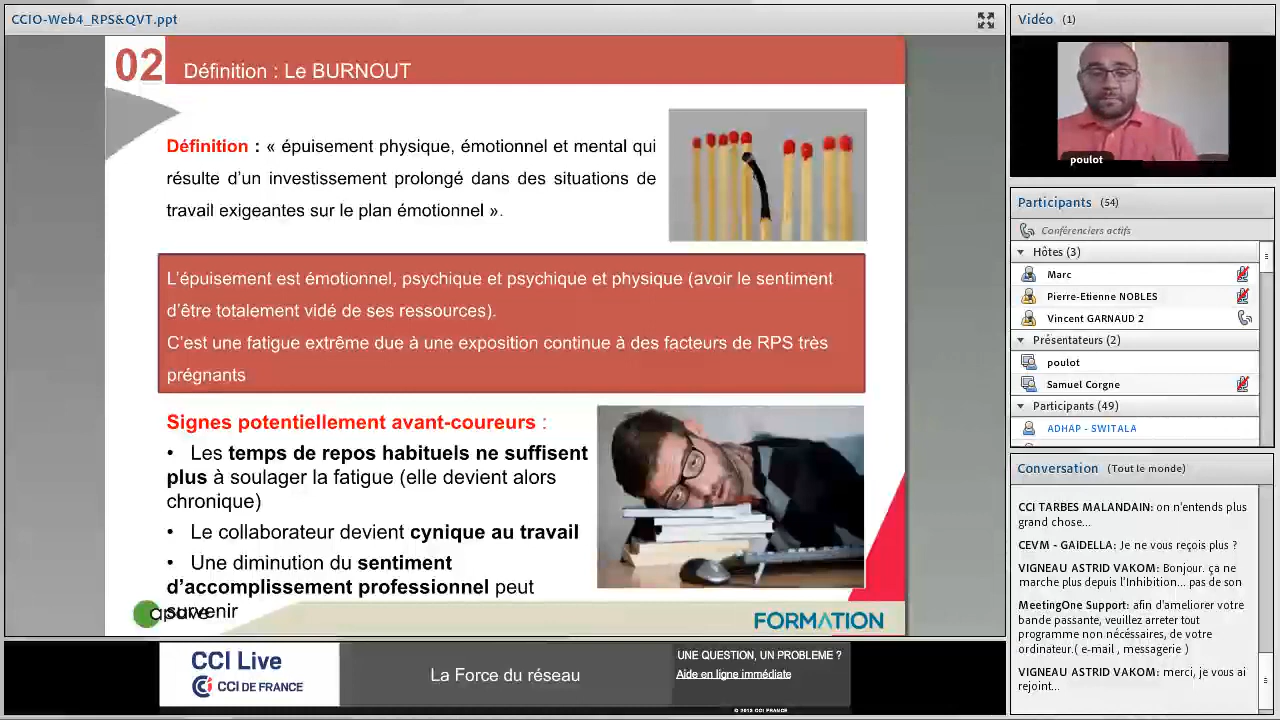 CCIO-Web4_RPS&QVT.ppt
02
Définition : Le BURNOUT
Définition : « épuisement physique, émotionnel et mental qui
résulte d'un investissement prolongé dans des situations de
travail exigeantes sur le plan émotionnel ».
L'épuisement est émotionnel, psychique et psychique et physique (avoir le sentiment
d'être totalement vidé de ses ressources).
C'est une fatigue extrême due à une exposition continue à des facteurs de RPS très
prégnants
Signes potentiellement avant-coureurs :
• Les temps de repos habituels ne suffisent
plus à soulager la fatigue (elle devient alors
chronique)
• Le collaborateur devient cynique au travail
• Une diminution du sentiment
d'accomplissement professionnel peut
survenir
apave
FORMATION
CCI Live
CCI DE FRANCE
La Force du réseau
UNE QUESTION, UN PROBLEME ?
Aide en ligne immédiate
© 2013 CCI FRANCE
Vidéo (1)
poulot
Participants (54)
Conférenciers actifs
Hôtes (3)
Marc
Pierre-Etienne NOBLES
Vincent GARNAUD 2
Présentateurs (2)
poulot
Samuel Corgne
Participants (49)
ADHAP - SWITALA
Conversation (Tout le monde)
CCI TARBES MALANDAIN: on n'entends plus
grand chose...
CEVM - GAIDELLA: Je ne vous reçois plus ?
VIGNEAU ASTRID VAKOM: Bonjour. ça ne
marche plus depuis l'Inhibition... pas de son
MeetingOne Support: afin d'ameliorer votre
bande passante, veuillez arreter tout
programme non nécessaires, de votre
ordinateur.( e-mail , messagerie )
VIGNEAU ASTRID VAKOM: merci, je vous ai
rejoint...